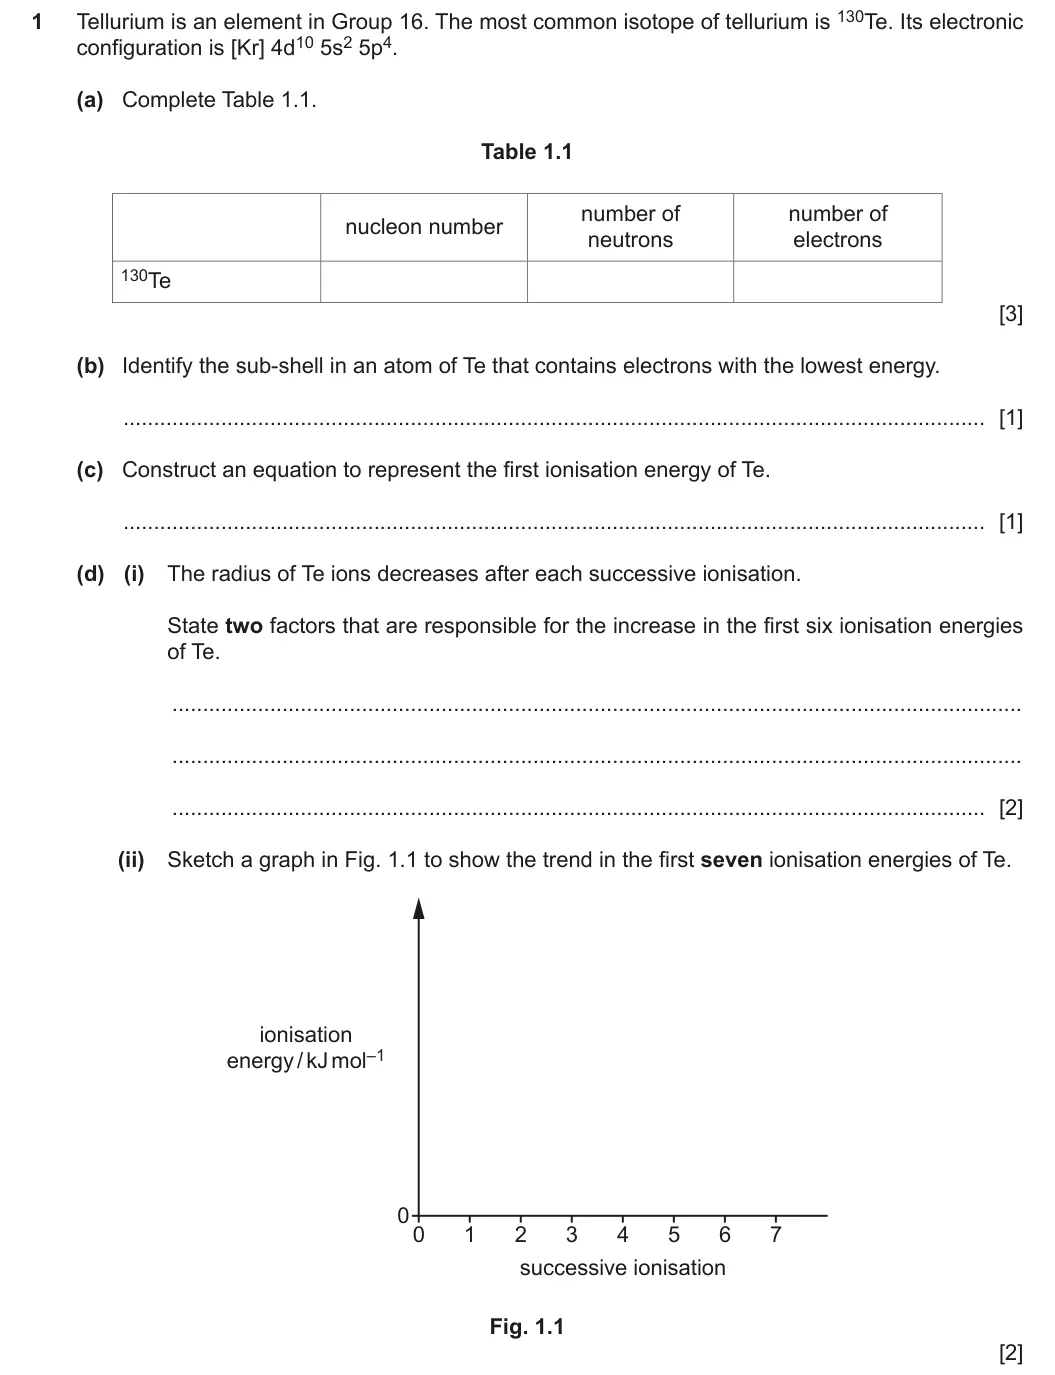 1 Tellurium is an element in Group 16. The most common isotope of tellurium is ¹³⁰Te. Its electronic
configuration is [Kr] 4d¹⁰ 5s² 5p⁴.
(a) Complete Table 1.1.
Table 1.1
nucleon number
number of
neutrons
number of
electrons
¹³⁰Te
[3]
(b) Identify the sub-shell in an atom of Te that contains electrons with the lowest energy.
.............................................................................................................................................. [1]
(c) Construct an equation to represent the first ionisation energy of Te.
.............................................................................................................................................. [1]
(d) (i) The radius of Te ions decreases after each successive ionisation.
State two factors that are responsible for the increase in the first six ionisation energies
of Te.
............................................................................................................................................
............................................................................................................................................
...................................................................................................................................... [2]
(ii) Sketch a graph in Fig. 1.1 to show the trend in the first seven ionisation energies of Te.
ionisation
energy / kJ mol⁻¹
0
0 1 2 3 4 5 6 7
successive ionisation
Fig. 1.1
[2]